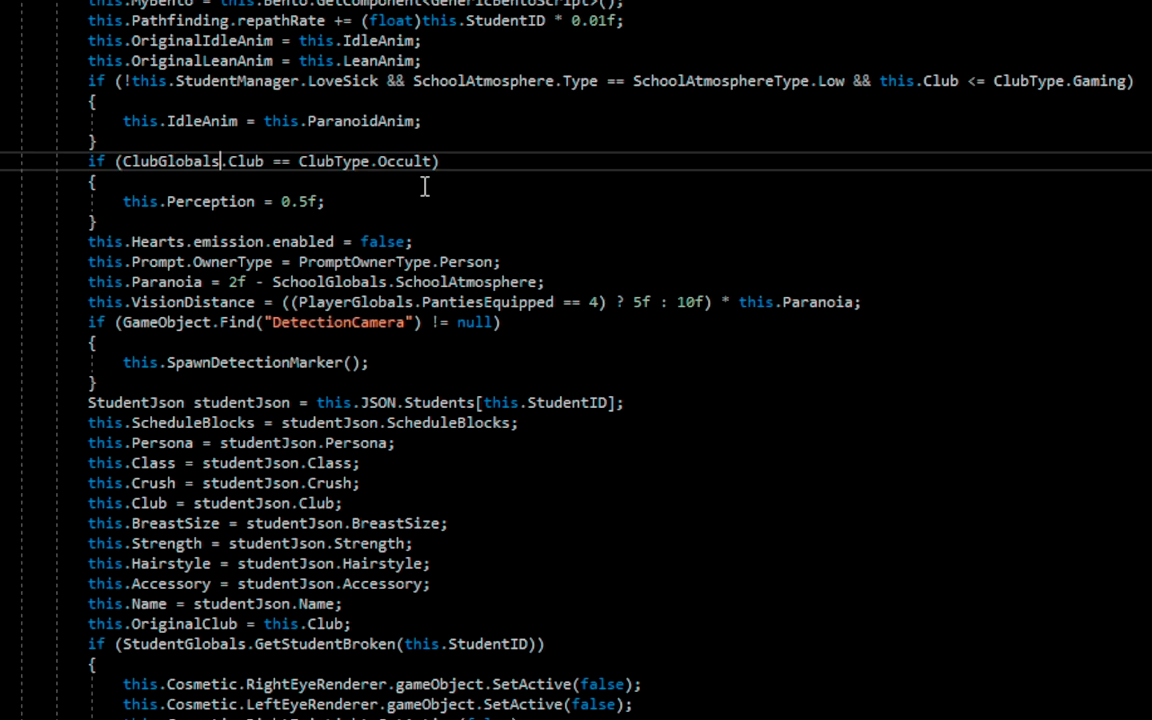 this.MyBento = this.Bento.GetComponent<GenericBentoScript>();
this.Pathfinding.repathRate += (float)this.StudentID * 0.01f;
this.OriginalIdleAnim = this.IdleAnim;
this.OriginalLeanAnim = this.LeanAnim;
if (!this.StudentManager.LoveSick && SchoolAtmosphere.Type == SchoolAtmosphereType.Low && this.Club <= ClubType.Gaming)
{
this.IdleAnim = this.ParanoidAnim;
}
if (ClubGlobals.Club == ClubType.Occult)
{
this.Perception = 0.5f;
}
this.Hearts.emission.enabled = false;
this.Prompt.OwnerType = PromptOwnerType.Person;
this.Paranoia = 2f - SchoolGlobals.SchoolAtmosphere;
this.VisionDistance = ((PlayerGlobals.PantiesEquipped == 4) ? 5f : 10f) * this.Paranoia;
if (GameObject.Find("DetectionCamera") != null)
{
this.SpawnDetectionMarker();
}
StudentJson studentJson = this.JSON.Students[this.StudentID];
this.ScheduleBlocks = studentJson.ScheduleBlocks;
this.Persona = studentJson.Persona;
this.Class = studentJson.Class;
this.Crush = studentJson.Crush;
this.Club = studentJson.Club;
this.BreastSize = studentJson.BreastSize;
this.Strength = studentJson.Strength;
this.Hairstyle = studentJson.Hairstyle;
this.Accessory = studentJson.Accessory;
this.Name = studentJson.Name;
this.OriginalClub = this.Club;
if (StudentGlobals.GetStudentBroken(this.StudentID))
{
this.Cosmetic.RightEyeRenderer.gameObject.SetActive(false);
this.Cosmetic.LeftEyeRenderer.gameObject.SetActive(false);